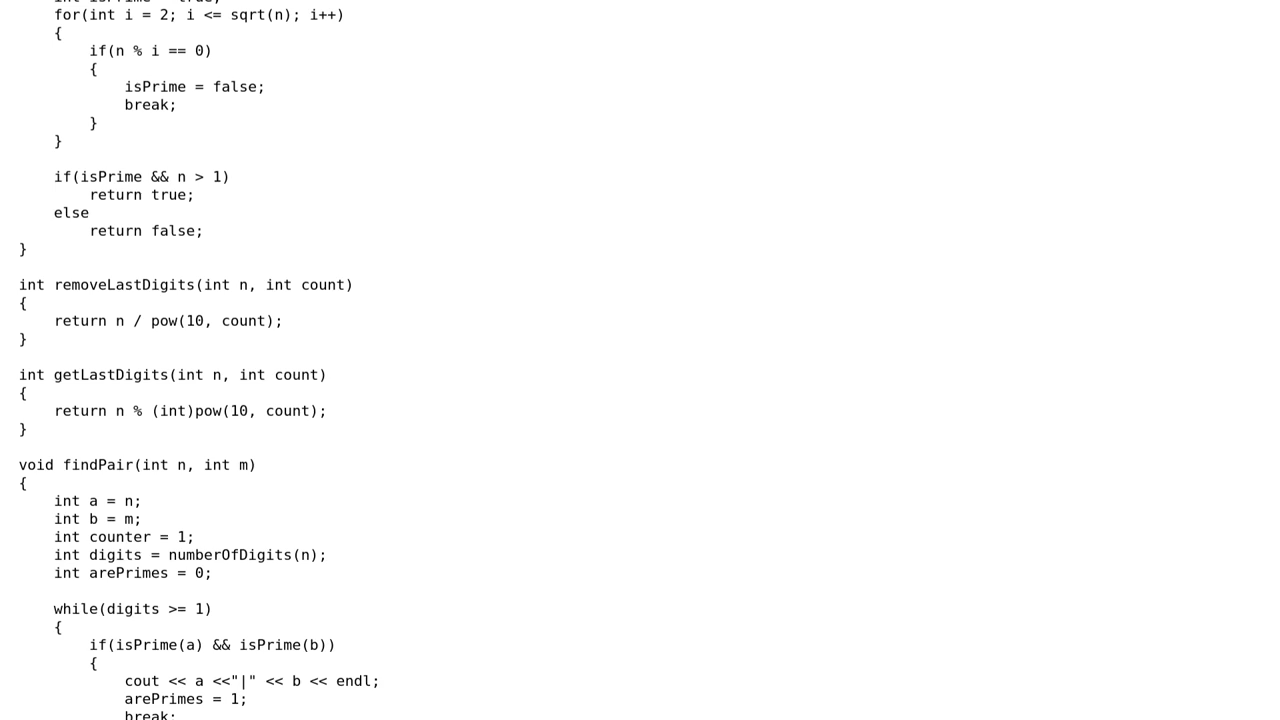 for(int i = 2; i <= sqrt(n); i++)
{
if(n % i == 0)
{
isPrime = false;
break;
}
}
if(isPrime && n > 1)
return true;
else
return false;
}
int removeLastDigits(int n, int count)
{
return n / pow(10, count);
}
int getLastDigits(int n, int count)
{
return n % (int)pow(10, count);
}
void findPair(int n, int m)
{
int a = n;
int b = m;
int counter = 1;
int digits = numberOfDigits(n);
int arePrimes = 0;
while(digits >= 1)
{
if(isPrime(a) && isPrime(b))
{
cout << a <<"|" << b << endl;
arePrimes = 1;
break;